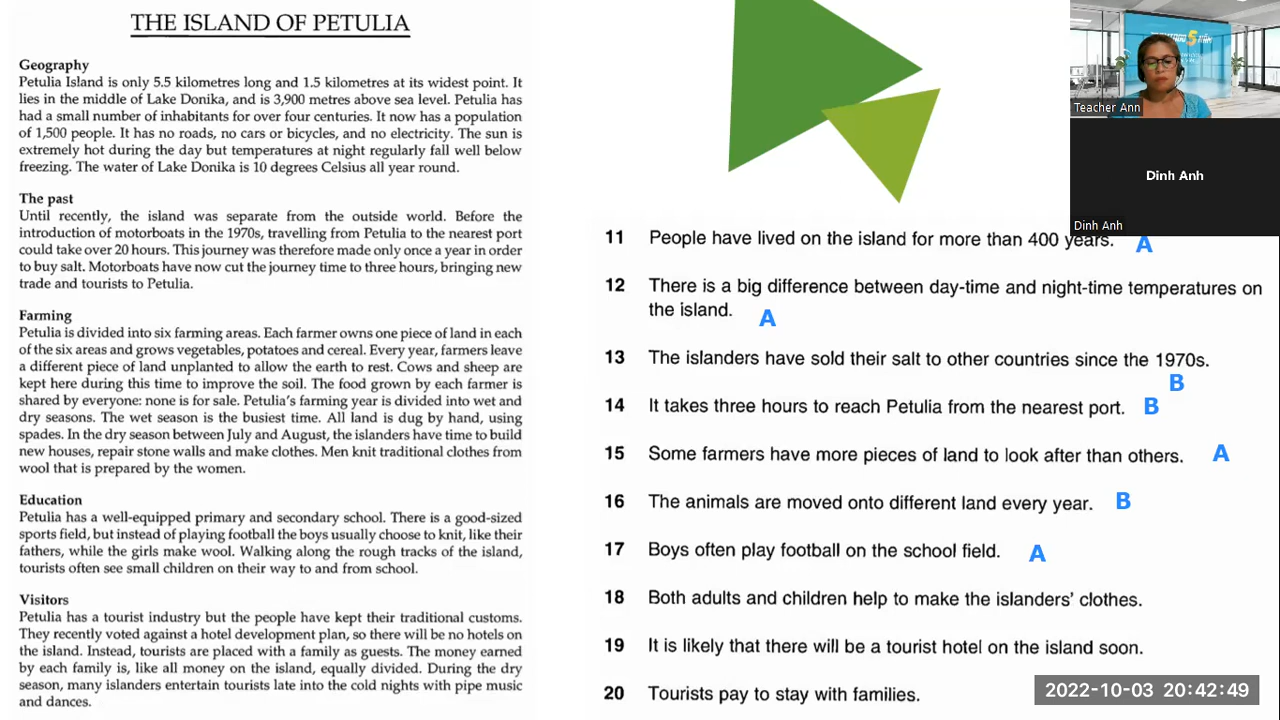 THE ISLAND OF PETULIA
Geography
Petulia Island is only 5.5 kilometres long and 1.5 kilometres at its widest point. It
lies in the middle of Lake Donika, and is 3,900 metres above sea level. Petulia has
had a small number of inhabitants for over four centuries. It now has a population
of 1,500 people. It has no roads, no cars or bicycles, and no electricity. The sun is
extremely hot during the day but temperatures at night regularly fall well below
freezing. The water of Lake Donika is 10 degrees Celsius all year round.
The past
Until recently, the island was separate from the outside world. Before the
introduction of motorboats in the 1970s, travelling from Petulia to the nearest port
could take over 20 hours. This journey was therefore made only once a year in order
to buy salt. Motorboats have now cut the journey time to three hours, bringing new
trade and tourists to Petulia.
Farming
Petulia is divided into six farming areas. Each farmer owns one piece of land in each
of the six areas and grows vegetables, potatoes and cereal. Every year, farmers leave
a different piece of land unplanted to allow the earth to rest. Cows and sheep are
kept here during this time to improve the soil. The food grown by each farmer is
shared by everyone: none is for sale. Petulia's farming year is divided into wet and
dry seasons. The wet season is the busiest time. All land is dug by hand, using
spades. In the dry season between July and August, the islanders have time to build
new houses, repair stone walls and make clothes. Men knit traditional clothes from
wool that is prepared by the women.
Education
Petulia has a well-equipped primary and secondary school. There is a good-sized
sports field, but instead of playing football the boys usually choose to knit, like their
fathers, while the girls make wool. Walking along the rough tracks of the island,
tourists often see small children on their way to and from school.
Visitors
Petulia has a tourist industry but the people have kept their traditional customs.
They recently voted against a hotel development plan, so there will be no hotels on
the island. Instead, tourists are placed with a family as guests. The money earned
by each family is, like all money on the island, equally divided. During the dry
season, many islanders entertain tourists late into the cold nights with pipe music
and dances.
11 People have lived on the island for more than 400 years. A
12 There is a big difference between day-time and night-time temperatures on
the island. A
13 The islanders have sold their salt to other countries since the 1970s.
B
14 It takes three hours to reach Petulia from the nearest port. B
15 Some farmers have more pieces of land to look after than others. A
16 The animals are moved onto different land every year. B
17 Boys often play football on the school field. A
18 Both adults and children help to make the islanders' clothes.
19 It is likely that there will be a tourist hotel on the island soon.
20 Tourists pay to stay with families.
Teacher Ann
Dinh Anh
Dinh Anh
2022-10-03 20:42:49